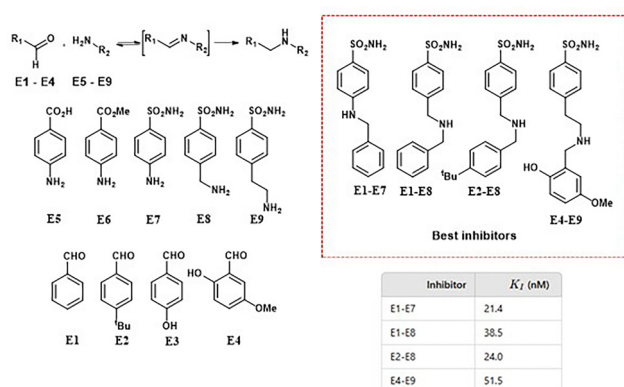 R1 H O + H2N R2 ⇌ [ R1 N R2 ] → R1 H N R2
E1 - E4 E5 - E9
CO2H CO2Me SO2NH2 SO2NH2 SO2NH2
NH2 NH2 NH2 NH2 NH2
E5 E6 E7 E8 E9
CHO CHO CHO CHO
HO OMe
tBu OH
E1 E2 E3 E4
SO2NH2 SO2NH2 SO2NH2 SO2NH2
HN NH NH NH
tBu HO OMe
E1-E7 E1-E8 E2-E8 E4-E9
Best inhibitors
Inhibitor KI (nM)
E1-E7 21.4
E1-E8 38.5
E2-E8 24.0
E4-E9 51.5